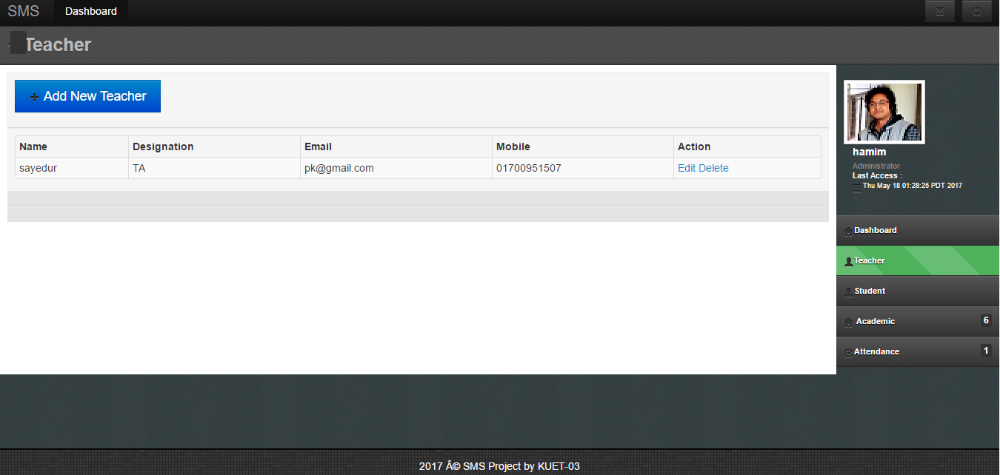 SMS Dashboard
Teacher
+ Add New Teacher
Name Designation Email Mobile Action
sayedur TA pk@gmail.com 01700951507 Edit Delete
hamim
Administrator
Last Access :
Thu May 18 01:28:25 PDT 2017
Dashboard
Teacher
Student
Academic 6
Attendance 1
2017 Â© SMS Project by KUET-03